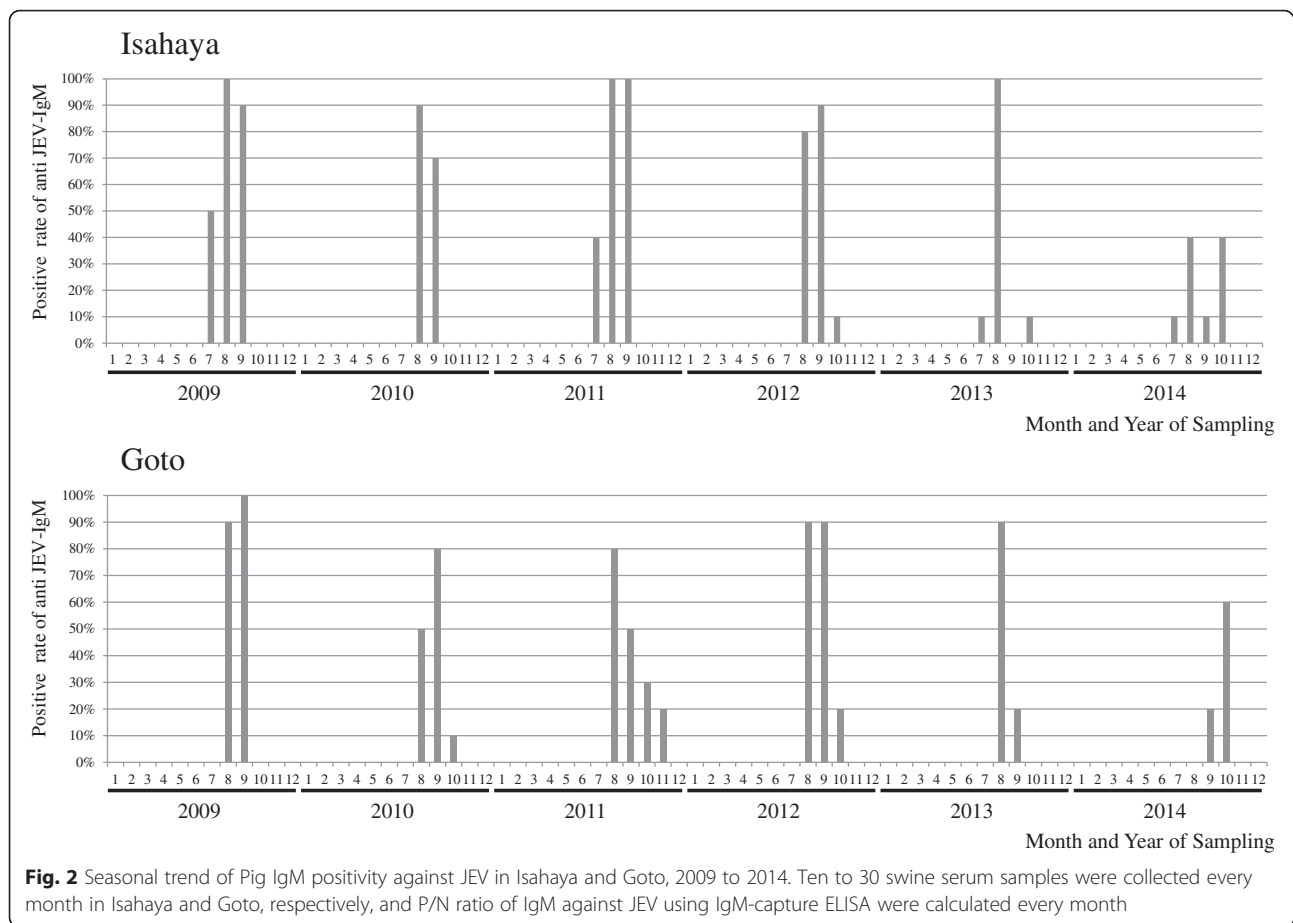 Isahaya
Positive rate of anti JEV-IgM
100%
90%
80%
70%
60%
50%
40%
30%
20%
10%
0%
1 2 3 4 5 6 7 8 9 10 11 12 1 2 3 4 5 6 7 8 9 10 11 12 1 2 3 4 5 6 7 8 9 10 11 12 1 2 3 4 5 6 7 8 9 10 11 12 1 2 3 4 5 6 7 8 9 10 11 12 1 2 3 4 5 6 7 8 9 10 11 12
2009 2010 2011 2012 2013 2014
Month and Year of Sampling
Goto
Positive rate of anti JEV-IgM
100%
90%
80%
70%
60%
50%
40%
30%
20%
10%
0%
1 2 3 4 5 6 7 8 9 10 11 12 1 2 3 4 5 6 7 8 9 10 11 12 1 2 3 4 5 6 7 8 9 10 11 12 1 2 3 4 5 6 7 8 9 10 11 12 1 2 3 4 5 6 7 8 9 10 11 12 1 2 3 4 5 6 7 8 9 10 11 12
2009 2010 2011 2012 2013 2014
Month and Year of Sampling
Fig. 2 Seasonal trend of Pig IgM positivity against JEV in Isahaya and Goto, 2009 to 2014. Ten to 30 swine serum samples were collected every
month in Isahaya and Goto, respectively, and P/N ratio of IgM against JEV using IgM-capture ELISA were calculated every month